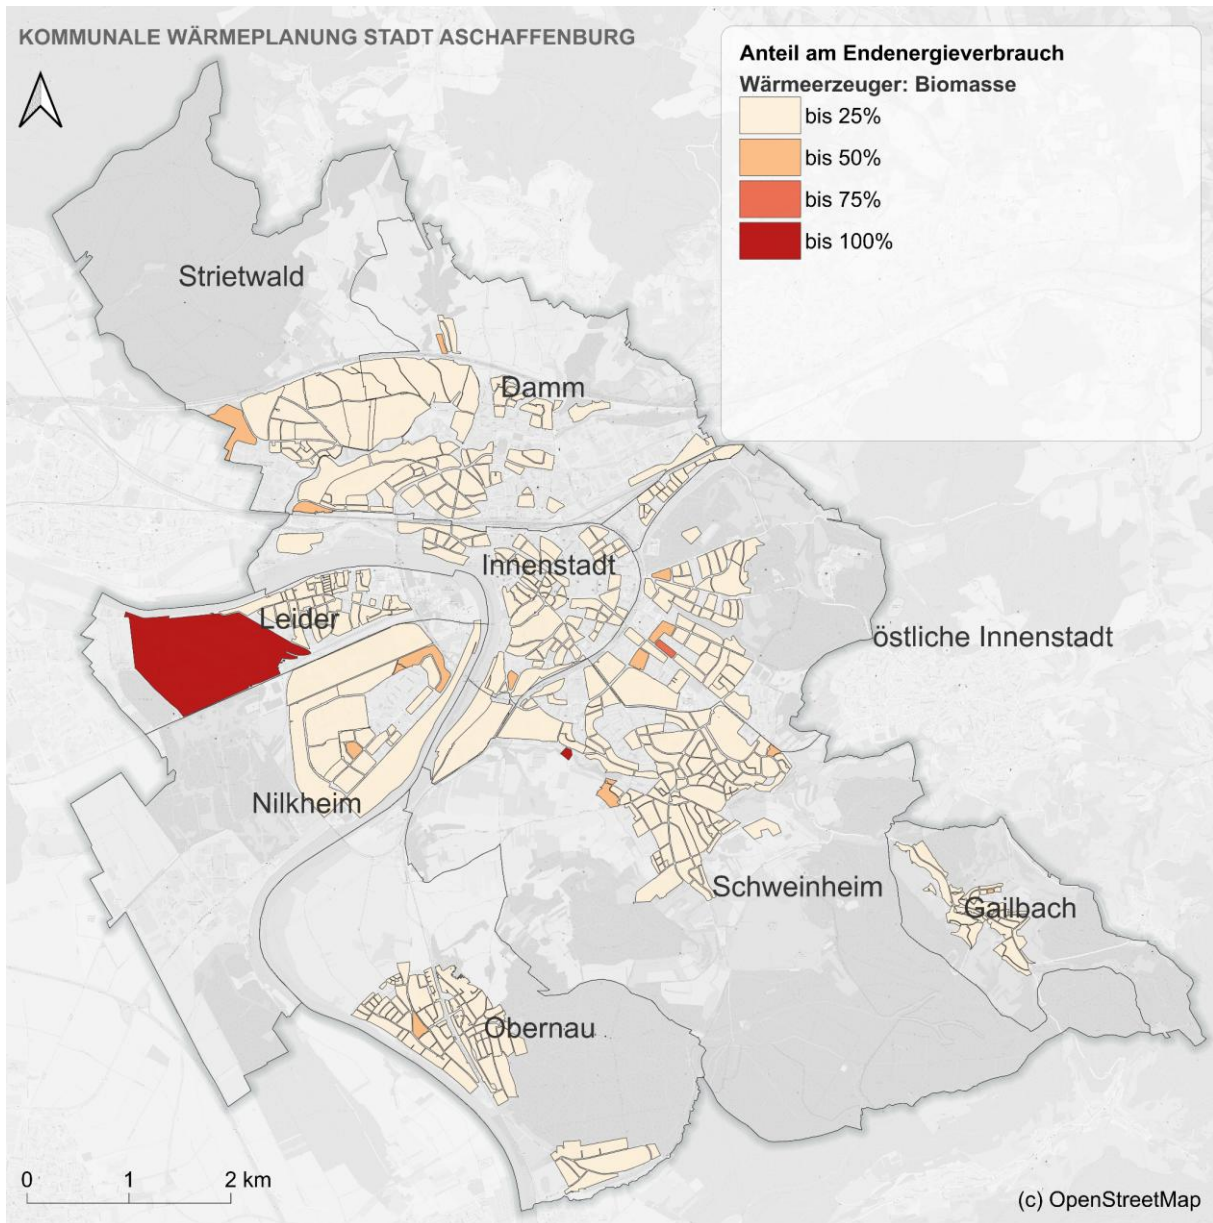 KOMMUNALE WÄRMEPLANUNG STADT ASCHAFFENBURG
Anteil am Endenergieverbrauch
Wärmeerzeuger: Biomasse
bis 25%
bis 50%
bis 75%
bis 100%
Strietwald
Damm
Innenstadt
Leider
östliche Innenstadt
Nilkheim
Schweinheim
Gailbach
Obernau
0 1 2 km
(c) OpenStreetMap